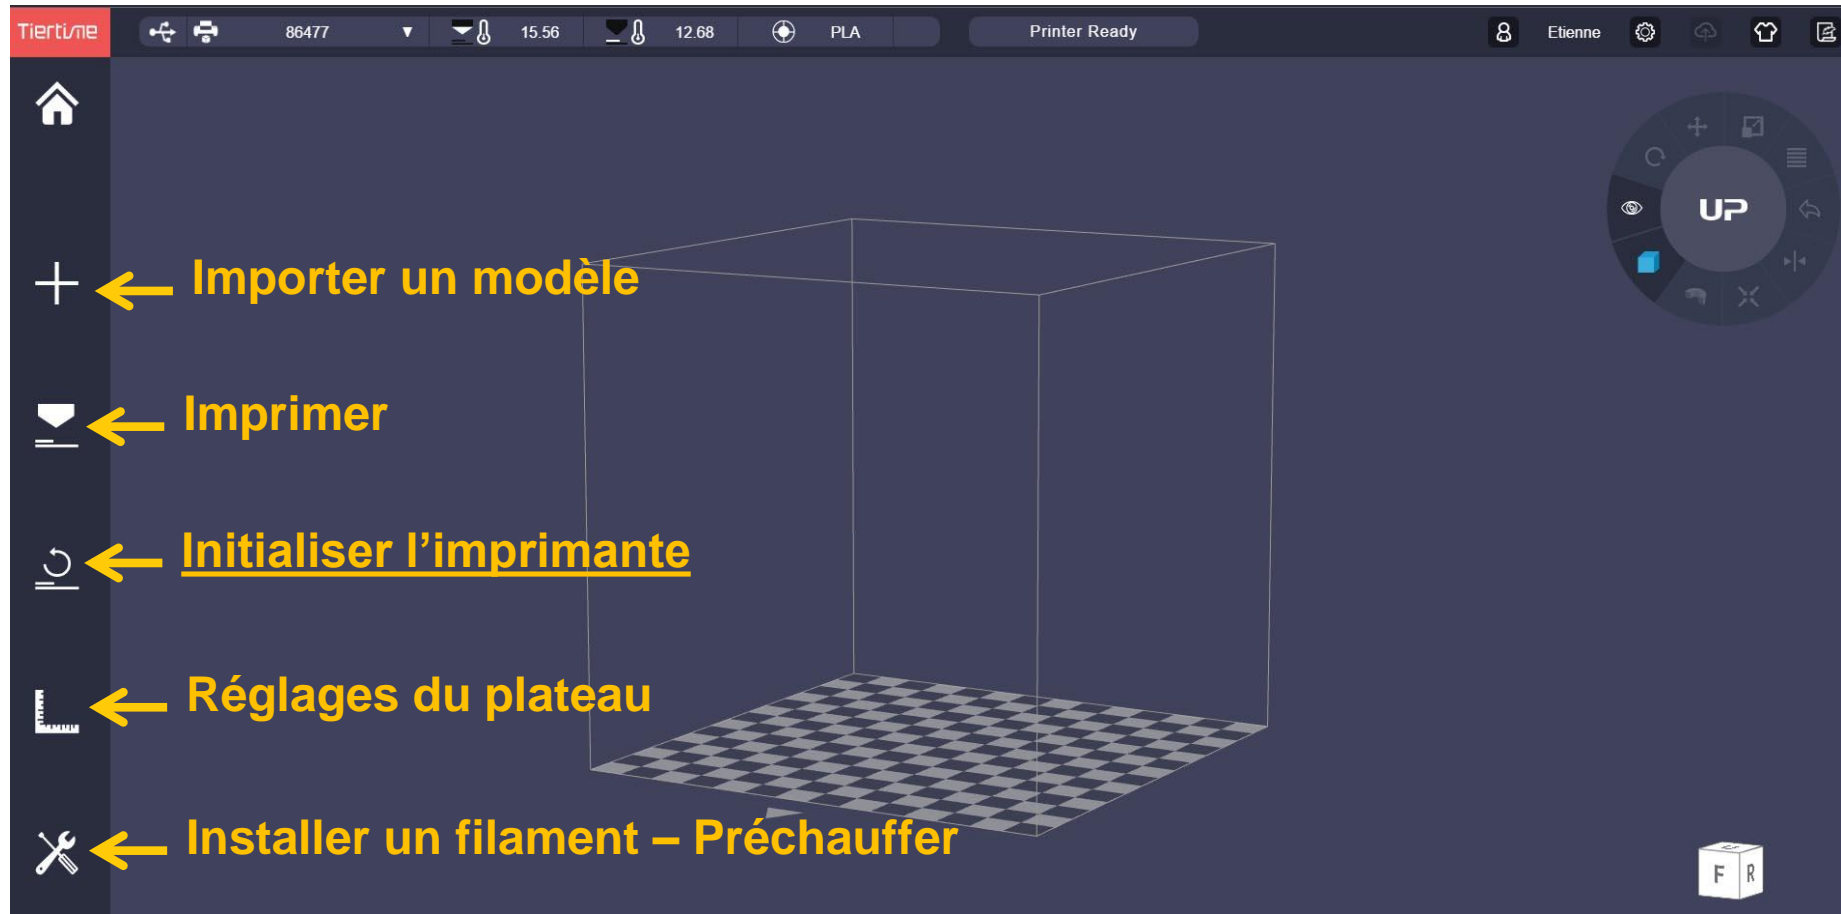 Tiertime
86477
15.56
12.68
PLA
Printer Ready
Etienne
UP
Importer un modèle
Imprimer
Initialiser l’imprimante
Réglages du plateau
Installer un filament – Préchauffer
U
F
R